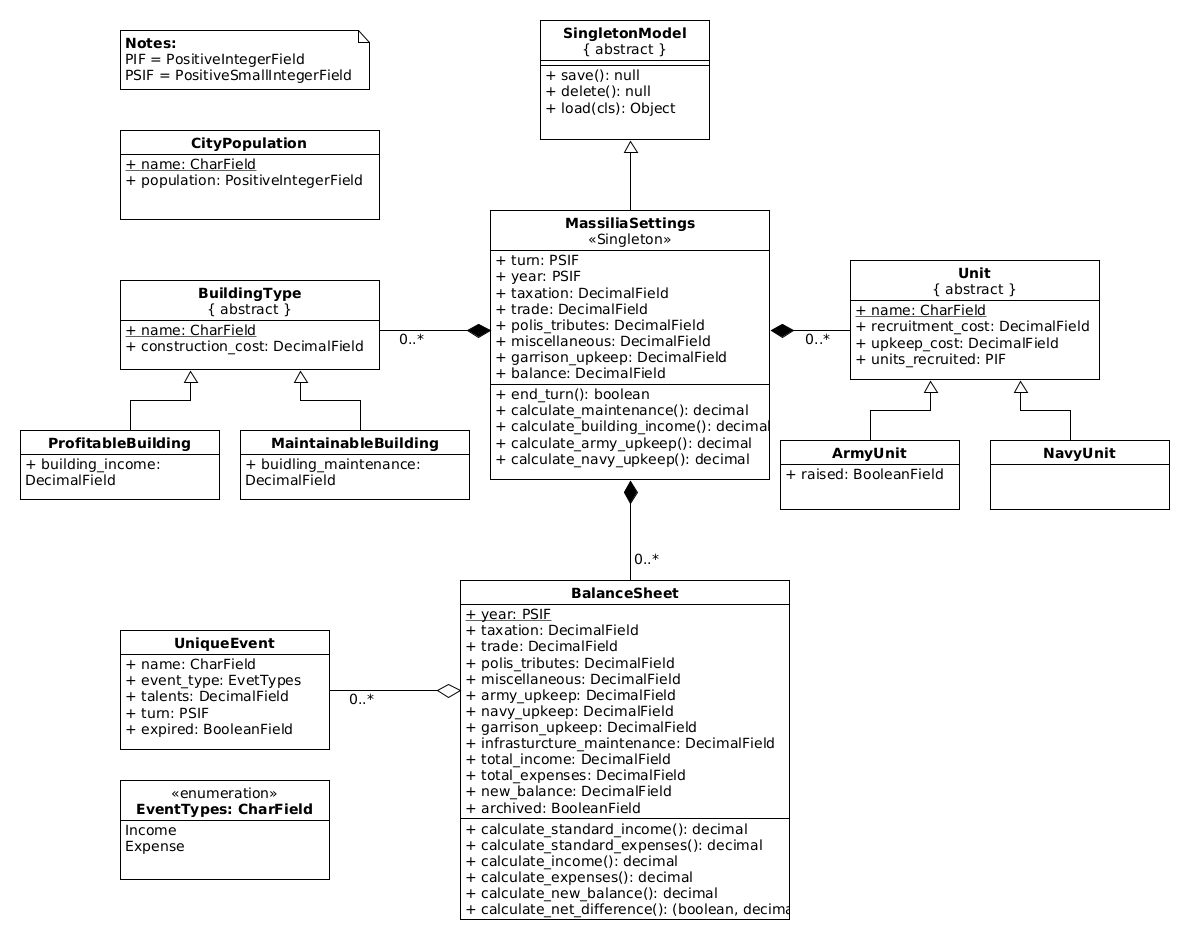 Notes:
PIF = PositiveIntegerField
PSIF = PositiveSmallIntegerField
SingletonModel
{ abstract }
+ save(): null
+ delete(): null
+ load(cls): Object
CityPopulation
+ name: CharField
+ population: PositiveIntegerField
MassiliaSettings
«Singleton»
+ turn: PSIF
+ year: PSIF
+ taxation: DecimalField
+ trade: DecimalField
+ polis_tributes: DecimalField
+ miscellaneous: DecimalField
+ garrison_upkeep: DecimalField
+ balance: DecimalField
+ end_turn(): boolean
+ calculate_maintenance(): decimal
+ calculate_building_income(): decimal
+ calculate_army_upkeep(): decimal
+ calculate_navy_upkeep(): decimal
BuildingType
{ abstract }
+ name: CharField
+ construction_cost: DecimalField
0..*
0..*
Unit
{ abstract }
+ name: CharField
+ recruitment_cost: DecimalField
+ upkeep_cost: DecimalField
+ units_recruited: PIF
ProfitableBuilding
+ building_income:
DecimalField
MaintainableBuilding
+ buidling_maintenance:
DecimalField
ArmyUnit
+ raised: BooleanField
NavyUnit
0..*
BalanceSheet
+ year: PSIF
+ taxation: DecimalField
+ trade: DecimalField
+ polis_tributes: DecimalField
+ miscellaneous: DecimalField
+ army_upkeep: DecimalField
+ navy_upkeep: DecimalField
+ garrison_upkeep: DecimalField
+ infrasturcture_maintenance: DecimalField
+ total_income: DecimalField
+ total_expenses: DecimalField
+ new_balance: DecimalField
+ archived: BooleanField
+ calculate_standard_income(): decimal
+ calculate_standard_expenses(): decimal
+ calculate_income(): decimal
+ calculate_expenses(): decimal
+ calculate_new_balance(): decimal
+ calculate_net_difference(): (boolean, decima
UniqueEvent
+ name: CharField
+ event_type: EvetTypes
+ talents: DecimalField
+ turn: PSIF
+ expired: BooleanField
0..*
«enumeration»
EventTypes: CharField
Income
Expense